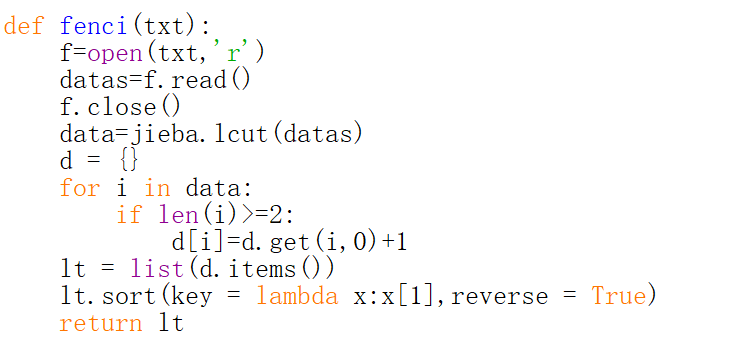 def fenci(txt):
    f=open(txt,'r')
    datas=f.read()
    f.close()
    data=jieba.lcut(datas)
    d = {}
    for i in data:
        if len(i)>=2:
            d[i]=d.get(i,0)+1
    lt = list(d.items())
    lt.sort(key = lambda x:x[1],reverse = True)
    return lt